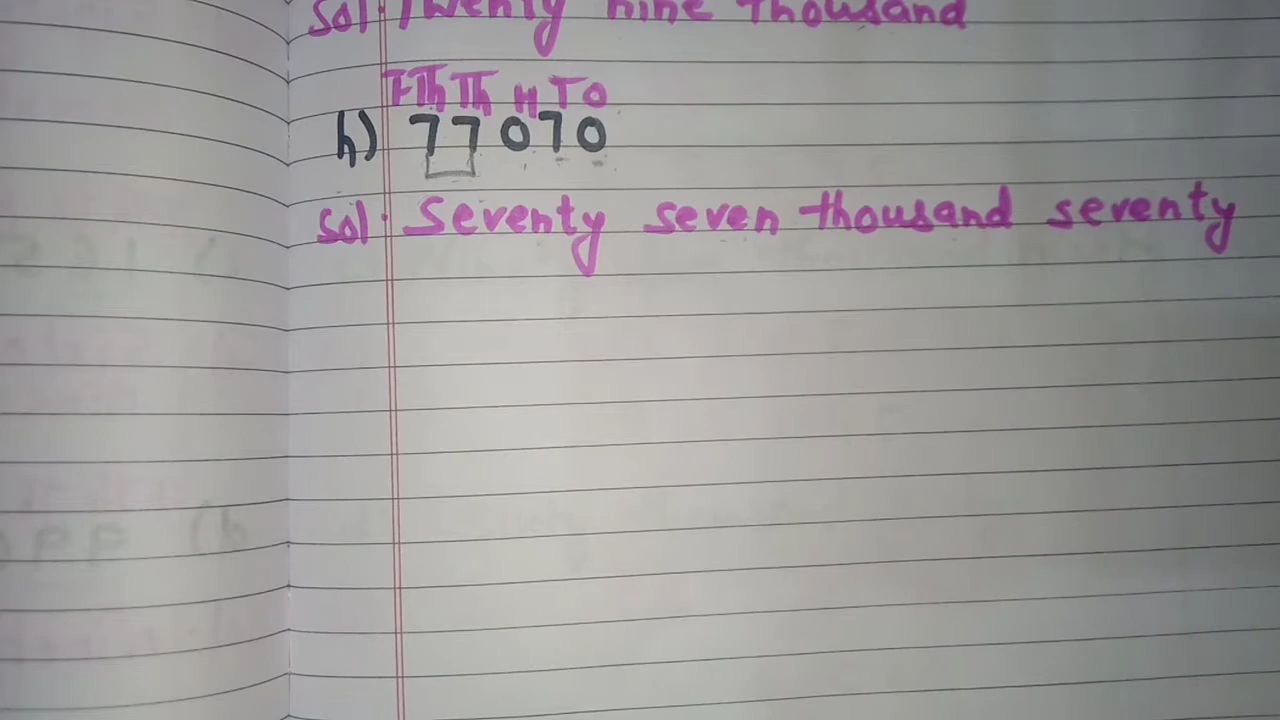 Sol. Twenty nine thousand
TTh Th H T O
h) 77070
Sol. Seventy seven thousand seventy